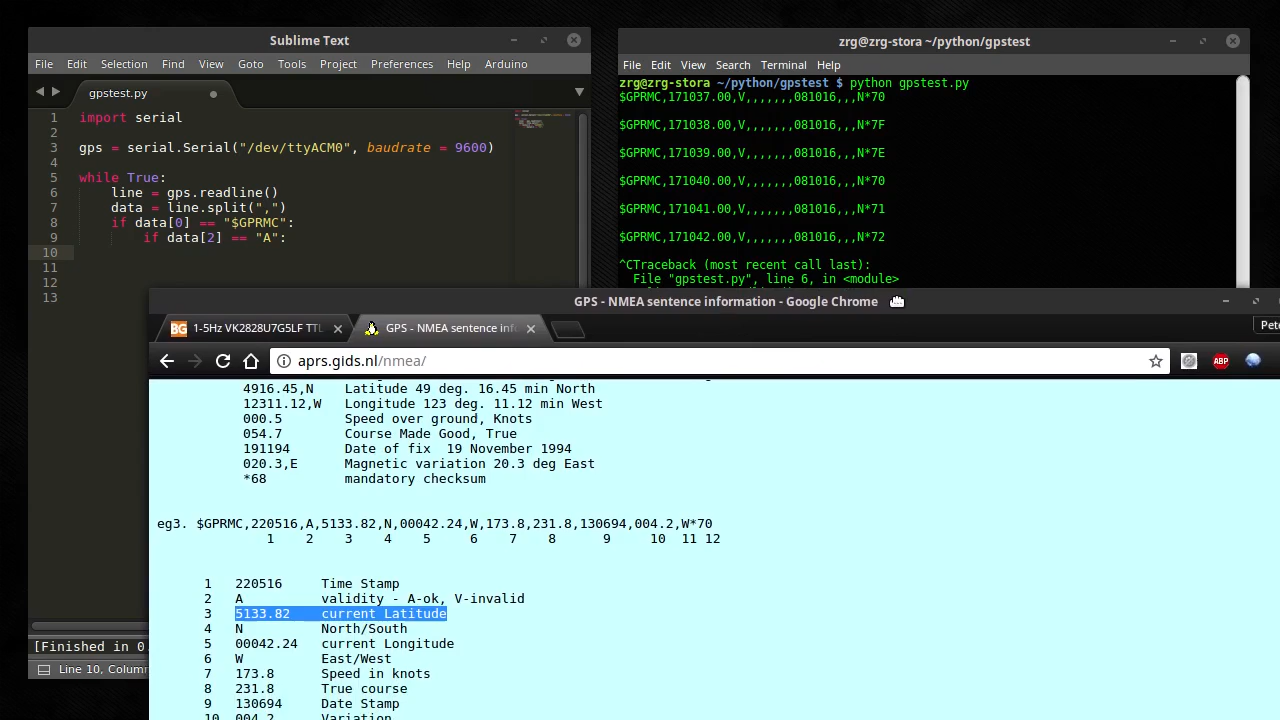 Sublime Text
File Edit Selection Find View Goto Tools Project Preferences Help Arduino
gpstest.py
1 import serial
2
3 gps = serial.Serial("/dev/ttyACM0", baudrate = 9600)
4
5 while True:
6 line = gps.readline()
7 data = line.split(",")
8 if data[0] == "$GPRMC":
9 if data[2] == "A":
10
11
12
13
[Finished in 0.
Line 10, Column
zrg@zrg-stora ~/python/gpstest
File Edit View Search Terminal Help
zrg@zrg-stora ~/python/gpstest $ python gpstest.py
$GPRMC,171037.00,V,,,,,,,081016,,,N*70
$GPRMC,171038.00,V,,,,,,,081016,,,N*7F
$GPRMC,171039.00,V,,,,,,,081016,,,N*7E
$GPRMC,171040.00,V,,,,,,,081016,,,N*70
$GPRMC,171041.00,V,,,,,,,081016,,,N*71
$GPRMC,171042.00,V,,,,,,,081016,,,N*72
^CTraceback (most recent call last):
File "gpstest.py", line 6, in <module>
GPS - NMEA sentence information - Google Chrome
BG 1-5Hz VK2828U7G5LF TTL
GPS - NMEA sentence inf
Pete
aprs.gids.nl/nmea/
ABP
4916.45,N Latitude 49 deg. 16.45 min North
12311.12,W Longitude 123 deg. 11.12 min West
000.5 Speed over ground, Knots
054.7 Course Made Good, True
191194 Date of fix 19 November 1994
020.3,E Magnetic variation 20.3 deg East
*68 mandatory checksum
eg3. $GPRMC,220516,A,5133.82,N,00042.24,W,173.8,231.8,130694,004.2,W*70
1 2 3 4 5 6 7 8 9 10 11 12
1 220516 Time Stamp
2 A validity - A-ok, V-invalid
3 5133.82 current Latitude
4 N North/South
5 00042.24 current Longitude
6 W East/West
7 173.8 Speed in knots
8 231.8 True course
9 130694 Date Stamp
10 004.2 Variation